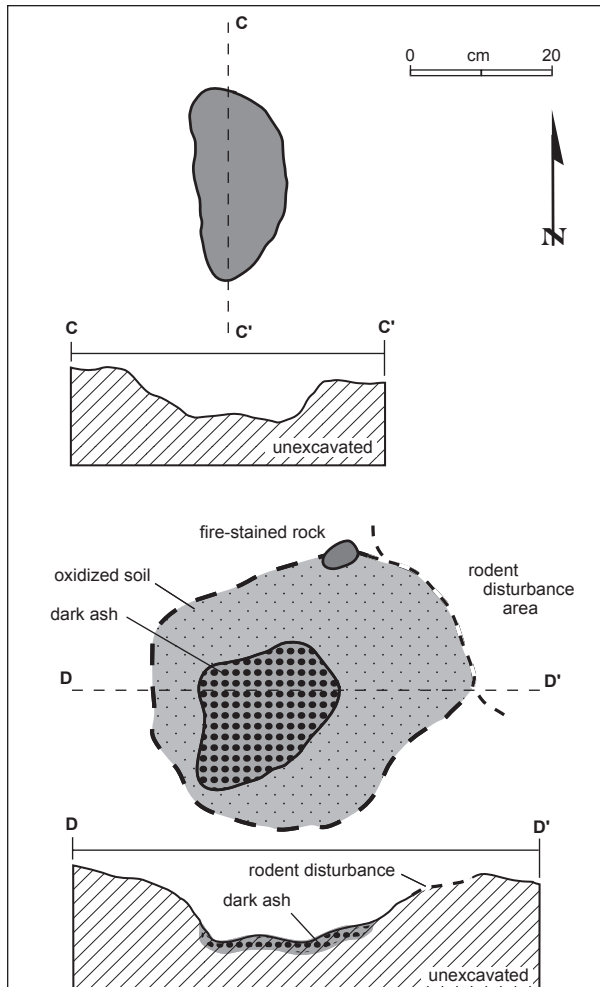 C
0 cm 20
N
C'
C C'
unexcavated
fire-stained rock
oxidized soil
rodent
disturbance
area
dark ash
D D'
D D'
rodent disturbance
dark ash
unexcavated